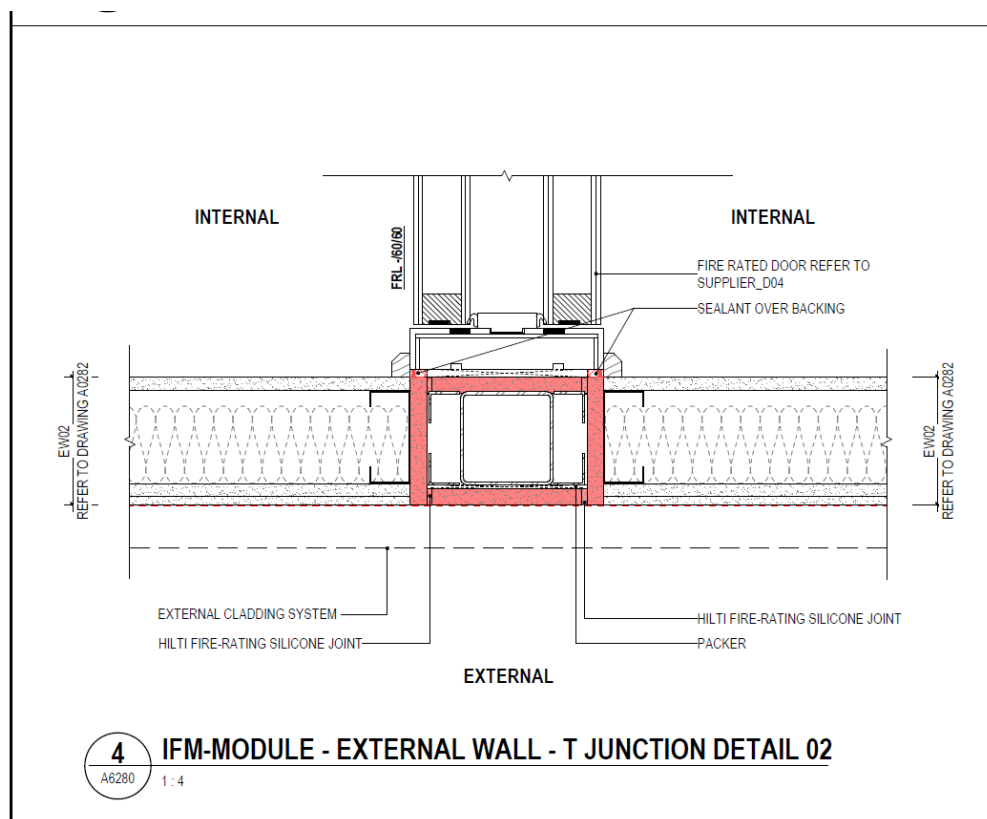 INTERNAL
INTERNAL
FRL -/60/60
FIRE RATED DOOR REFER TO
SUPPLIER_D04
SEALANT OVER BACKING
EW02
REFER TO DRAWING A0282
EW02
REFER TO DRAWING A0282
EXTERNAL CLADDING SYSTEM
HILTI FIRE-RATING SILICONE JOINT
HILTI FIRE-RATING SILICONE JOINT
PACKER
EXTERNAL
4
A6280
IFM-MODULE - EXTERNAL WALL - T JUNCTION DETAIL 02
1 : 4